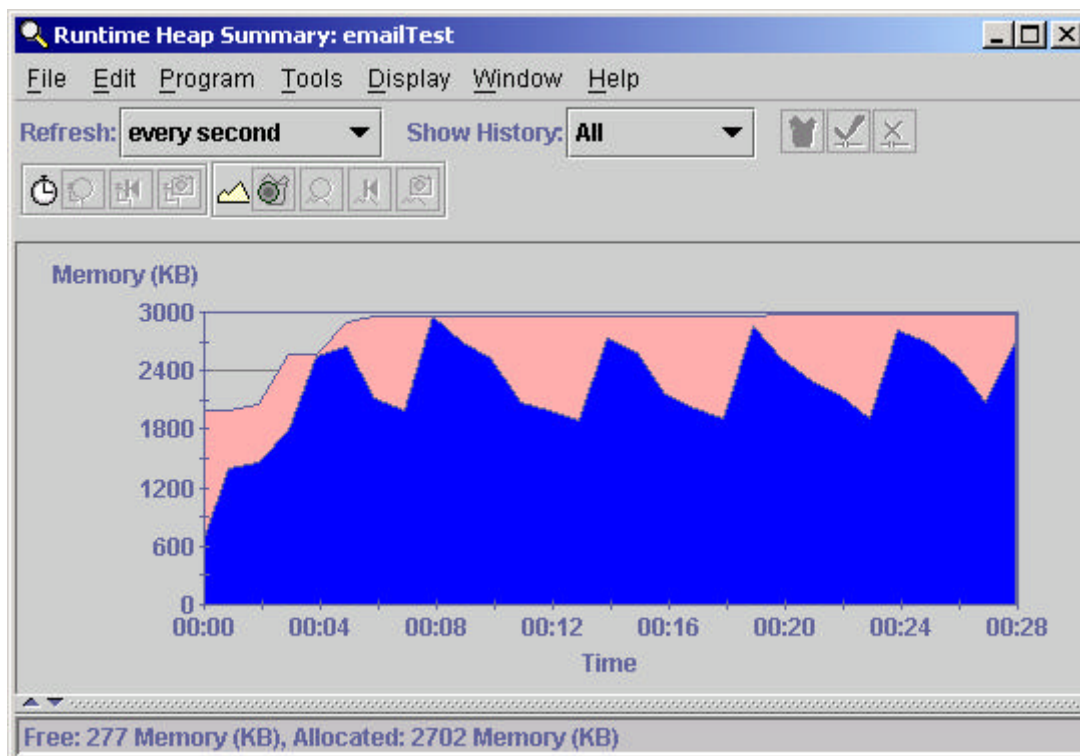 Runtime Heap Summary: emailTest
File Edit Program Tools Display Window Help
Refresh: every second Show History: All
Memory (KB)
3000
2400
1800
1200
600
0
00:00 00:04 00:08 00:12 00:16 00:20 00:24 00:28
Time
Free: 277 Memory (KB), Allocated: 2702 Memory (KB)